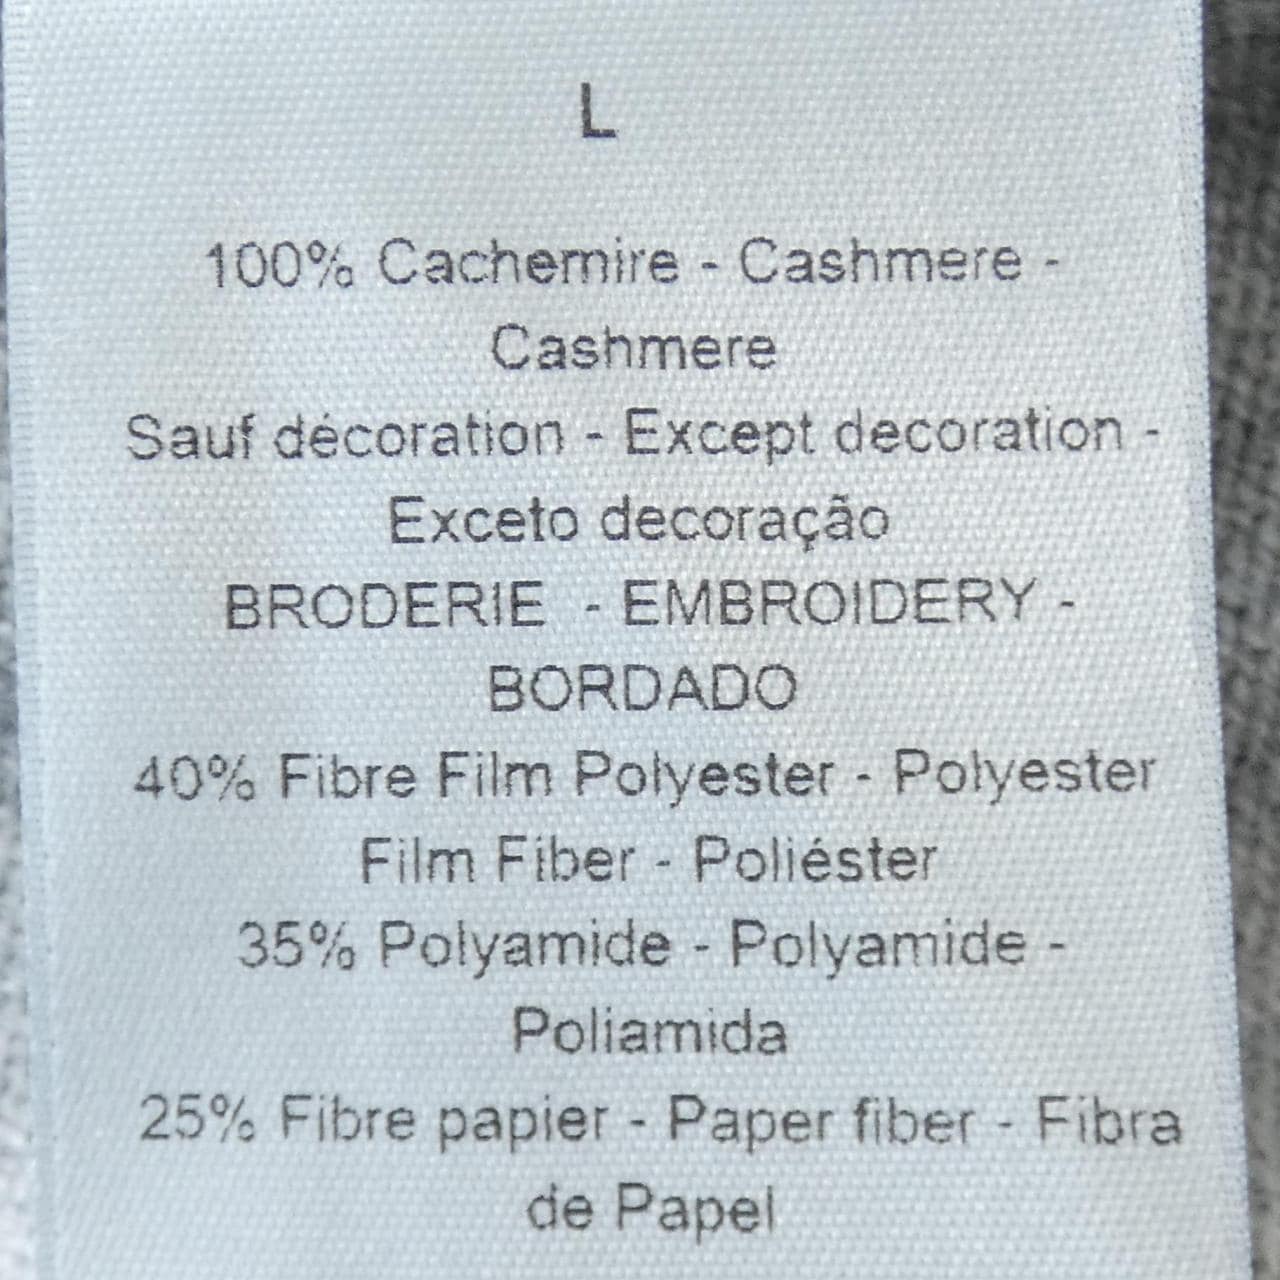 L
100% Cachemire - Cashmere -
Cashmere
Sauf décoration - Except decoration -
Exceto decoração
BRODERIE - EMBROIDERY -
BORDADO
40% Fibre Film Polyester - Polyester
Film Fiber - Poliéster
35% Polyamide - Polyamide -
Poliamida
25% Fibre papier - Paper fiber - Fibra
de Papel